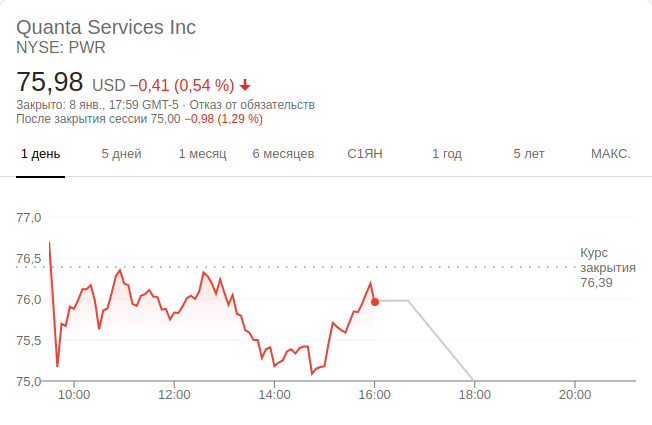 Quanta Services Inc
NYSE: PWR
75,98 USD −0,41 (0,54 %)
Закрыто: 8 янв., 17:59 GMT-5 · Отказ от обязательств
После закрытия сессии 75,00 −0,98 (1,29 %)
1 день 5 дней 1 месяц 6 месяцев С1ЯН 1 год 5 лет МАКС.
77,0
76,5
76,0
75,5
75,0
Курс
закрытия
76,39
10:00 12:00 14:00 16:00 18:00 20:00